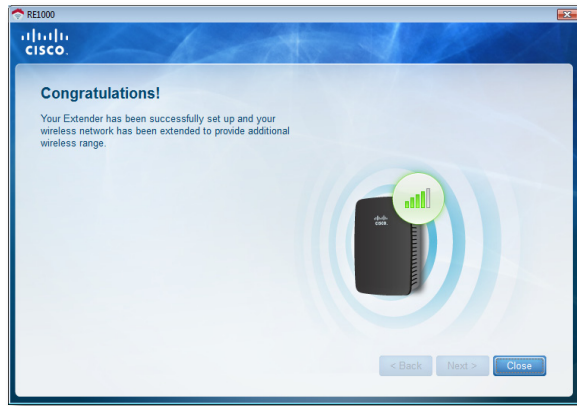 RE1000
CISCO.
Congratulations!
Your Extender has been successfully set up and your
wireless network has been extended to provide additional
wireless range.
CISCO.
< Back Next > Close